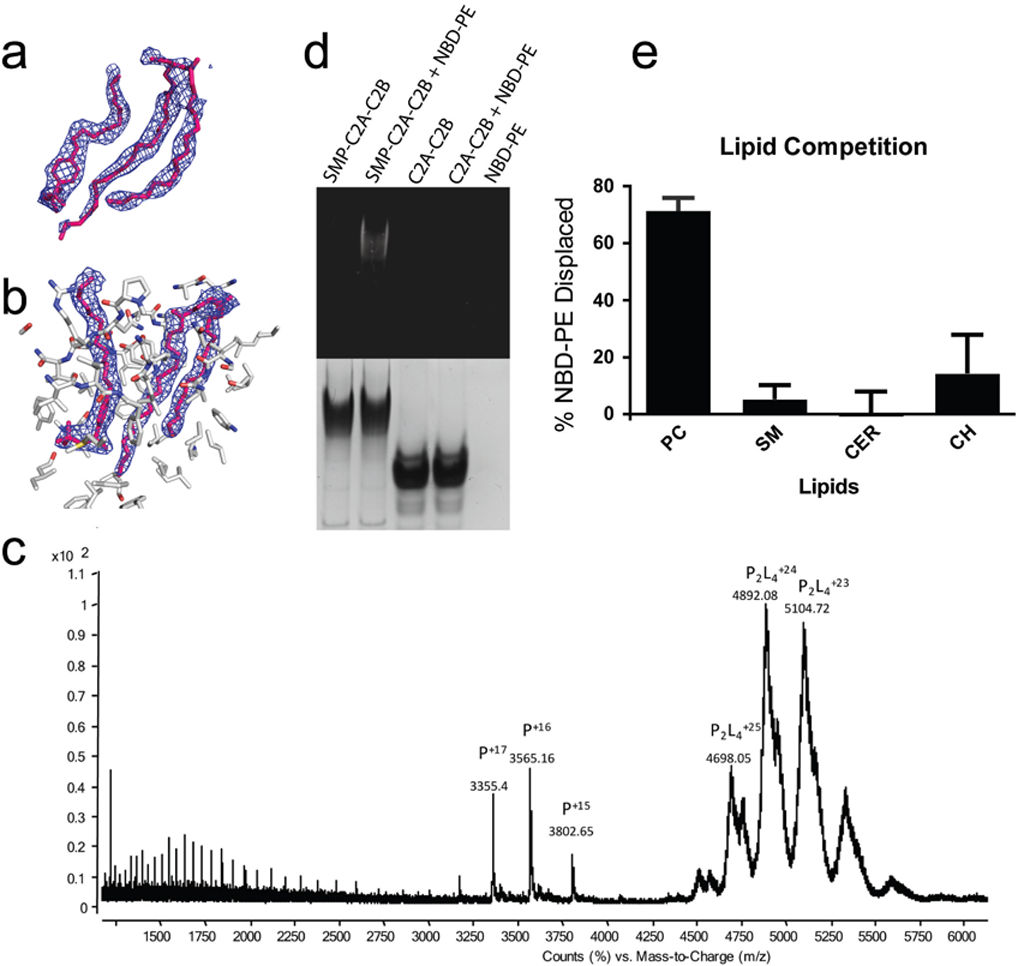 a
b
d
SMP-C2A-C2B
SMP-C2A-C2B + NBD-PE
C2A-C2B
C2A-C2B + NBD-PE
NBD-PE
e
Lipid Competition
% NBD-PE Displaced
80
60
40
20
0
PC SM CER CH
Lipids
c
x10 2
1.1
1
0.9
0.8
0.7
0.6
0.5
0.4
0.3
0.2
0.1
0
P+17
3355.4
P+16
3565.16
P+15
3802.65
P2L4+25
4698.05
P2L4+24
4892.08
P2L4+23
5104.72
1500 1750 2000 2250 2500 2750 3000 3250 3500 3750 4000 4250 4500 4750 5000 5250 5500 5750 6000
Counts (%) vs. Mass-to-Charge (m/z)